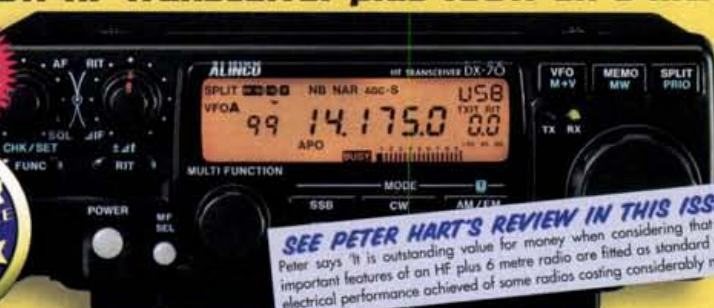 HF TRANSCEIVER
ALINCO
HF TRANSCEIVER DX-70
AF RIT
SQL ΔIF
CHK/SET
FUNC
±Δf
RIT
SPLIT
NB NAR AGC-S
USB
VFOA
TXIT RIT
99
14.175.0
0.0
APO
BUSY
MULTI FUNCTION
VFO
M+V
MEMO
MW
SPLIT
PRIO
TX RX
POWER
MF
SEL
MODE
SSB
CW
AM/FM
SEE PETER HART'S REVIEW IN THIS ISS
Peter says 'It is outstanding value for money when considering that
important features of an HF plus 6 metre radio are fitted as standard
electrical performance achieved of some radios costing considerably